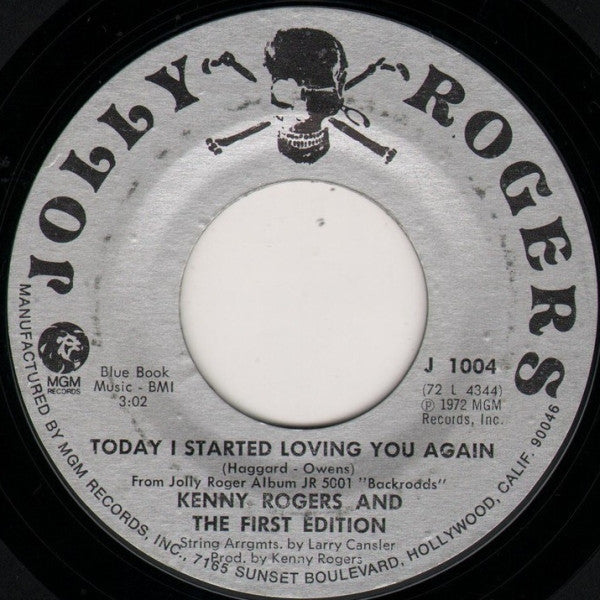 JOLLY ROGERS
MGM
RECORDS
Blue Book
Music - BMI
3:02
J 1004
(72 L 4344)
Ⓟ 1972 MGM
Records, Inc.
TODAY I STARTED LOVING YOU AGAIN
(Haggard - Owens)
From Jolly Roger Album JR 5001 "Backroads"
KENNY ROGERS AND
THE FIRST EDITION
String Arrgmts. by Larry Cansler
Prod. by Kenny Rogers
MANUFACTURED BY MGM RECORDS, INC., 7165 SUNSET BOULEVARD, HOLLYWOOD, CALIF. 90046